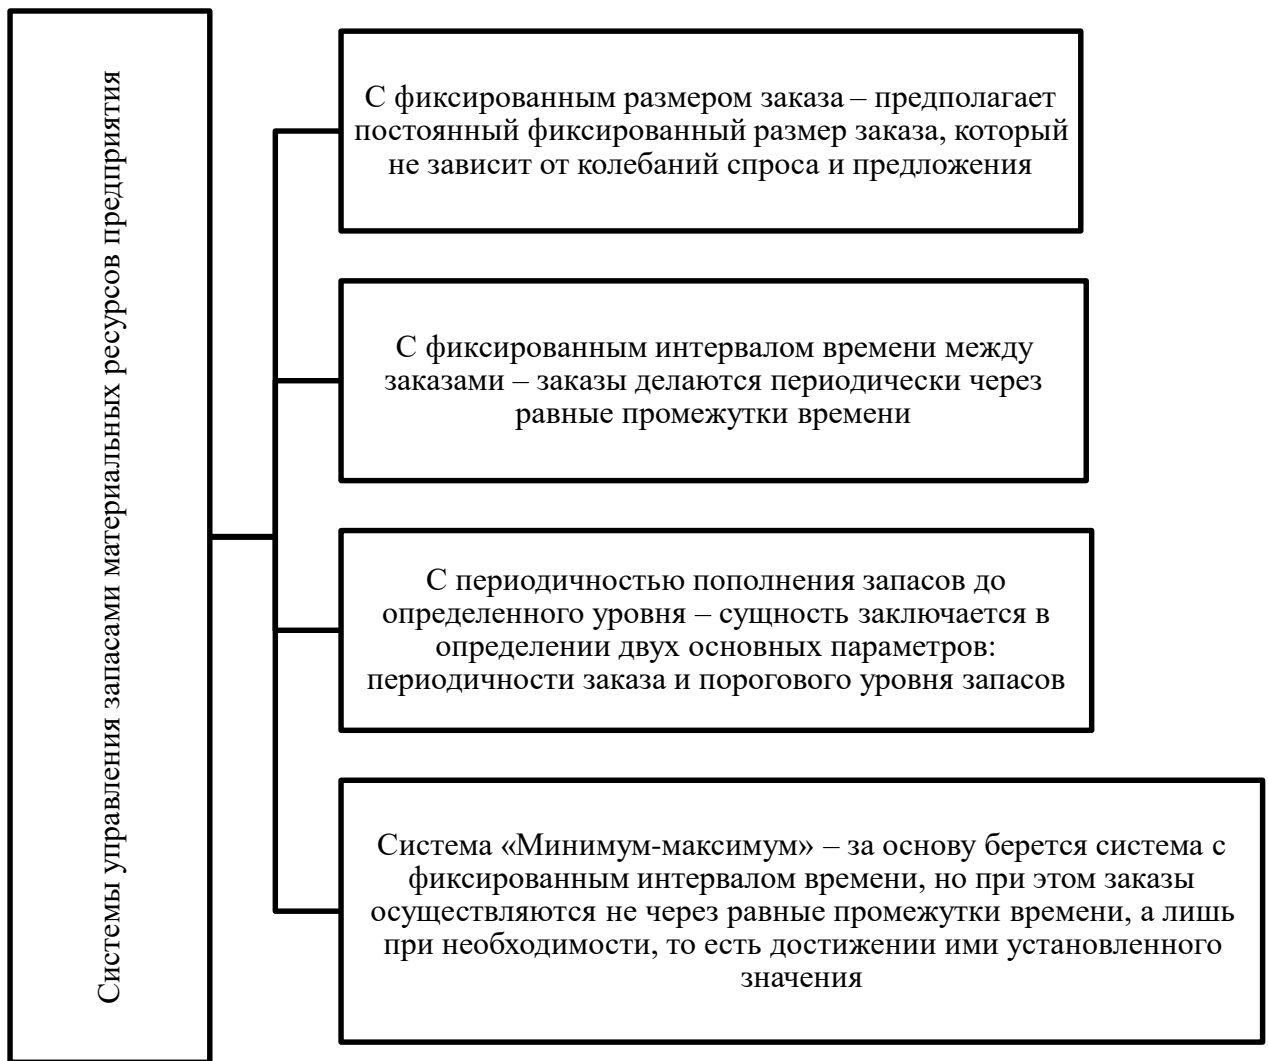 Системы управления запасами материальных ресурсов предприятия
С фиксированным размером заказа – предполагает
постоянный фиксированный размер заказа, который
не зависит от колебаний спроса и предложения
С фиксированным интервалом времени между
заказами – заказы делаются периодически через
равные промежутки времени
С периодичностью пополнения запасов до
определенного уровня – сущность заключается в
определении двух основных параметров:
периодичности заказа и порогового уровня запасов
Система «Минимум-максимум» – за основу берется система с
фиксированным интервалом времени, но при этом заказы
осуществляются не через равные промежутки времени, а лишь
при необходимости, то есть достижении ими установленного
значения